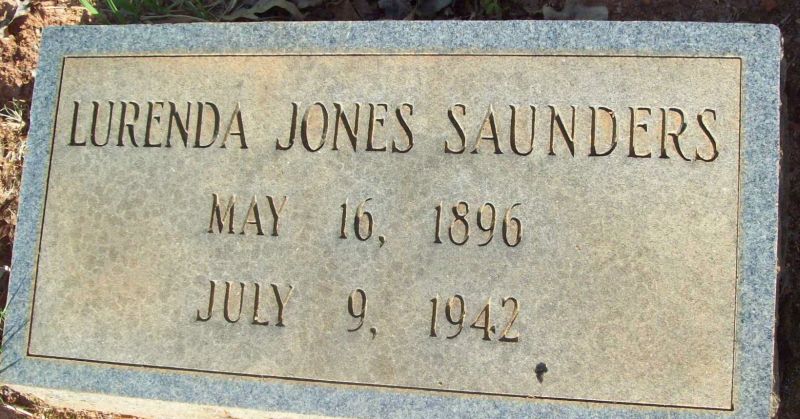 LURENDA JONES SAUNDERS
MAY 16, 1896
JULY 9, 1942